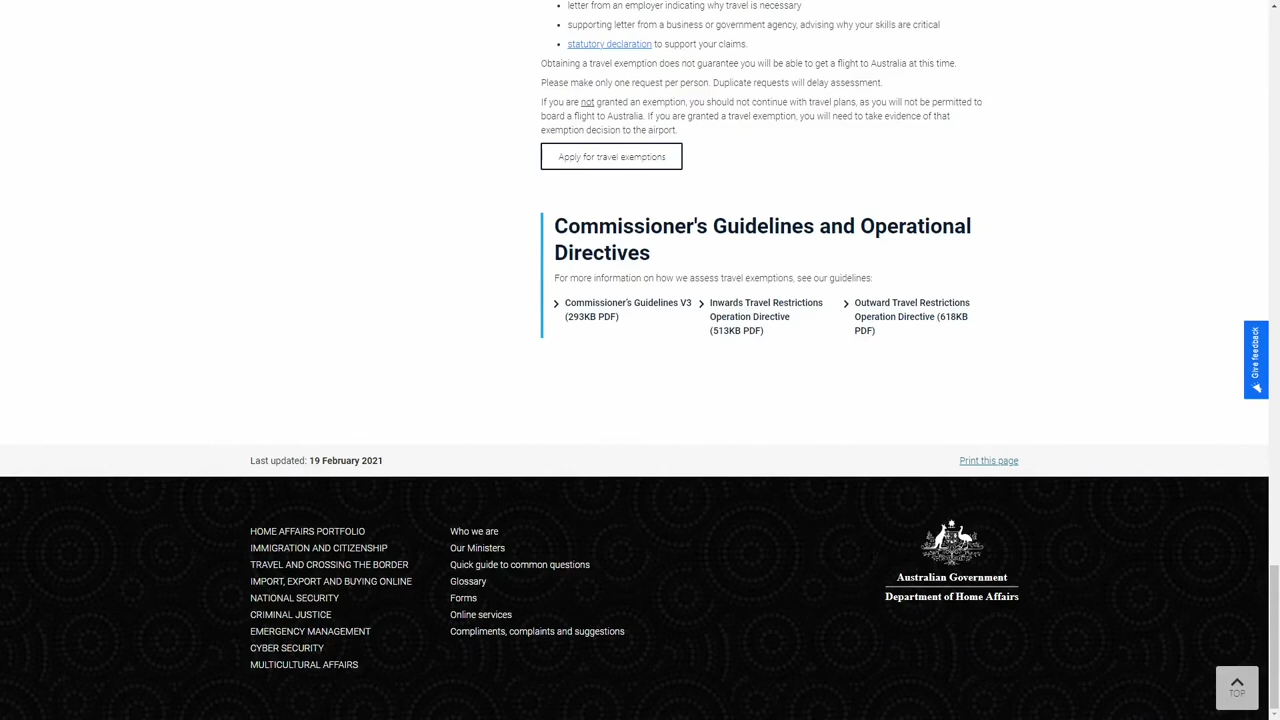 letter from an employer indicating why travel is necessary
supporting letter from a business or government agency, advising why your skills are critical
statutory declaration to support your claims.
Obtaining a travel exemption does not guarantee you will be able to get a flight to Australia at this time.
Please make only one request per person. Duplicate requests will delay assessment.
If you are not granted an exemption, you should not continue with travel plans, as you will not be permitted to
board a flight to Australia. If you are granted a travel exemption, you will need to take evidence of that
exemption decision to the airport.
Apply for travel exemptions
Commissioner's Guidelines and Operational
Directives
For more information on how we assess travel exemptions, see our guidelines:
Commissioner's Guidelines V3
(293KB PDF)
Inwards Travel Restrictions
Operation Directive
(513KB PDF)
Outward Travel Restrictions
Operation Directive (618KB
PDF)
Give feedback
Last updated: 19 February 2021
Print this page
HOME AFFAIRS PORTFOLIO
IMMIGRATION AND CITIZENSHIP
TRAVEL AND CROSSING THE BORDER
IMPORT, EXPORT AND BUYING ONLINE
NATIONAL SECURITY
CRIMINAL JUSTICE
EMERGENCY MANAGEMENT
CYBER SECURITY
MULTICULTURAL AFFAIRS
Who we are
Our Ministers
Quick guide to common questions
Glossary
Forms
Online services
Compliments, complaints and suggestions
Australian Government
Department of Home Affairs
TOP